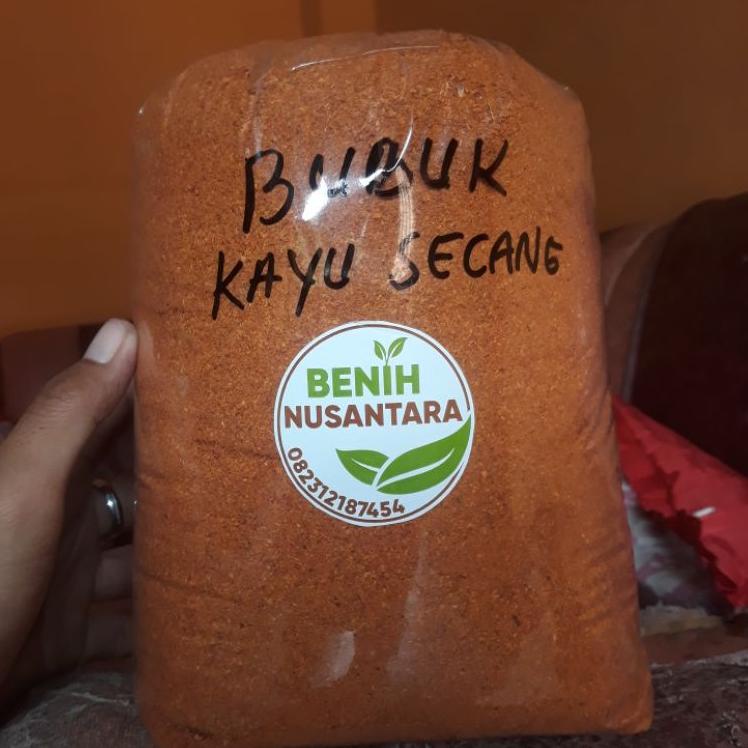 BUBUK
KAYU SECANG
BENIH
NUSANTARA
082312187454